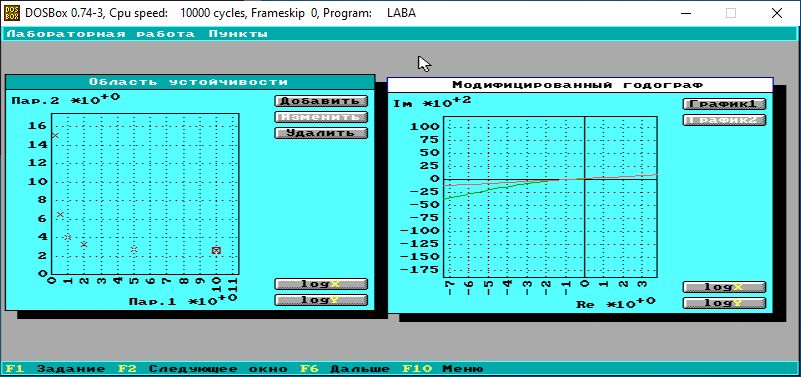 DOS BOX DOSBox 0.74-3, Cpu speed: 10000 cycles, Frameskip 0, Program: LABA
Лабораторная работа Пункты
Область устойчивости
Пар.2 *10+0
Добавить
Изменить
Удалить
16
14
12
10
8
6
4
2
0
0 1 2 3 4 5 6 7 8 9 10 11
Пар.1 *10+0
logX
logY
Модифицированный годограф
Im *10+2
График1
График2
100
75
50
25
0
-25
-50
-75
-100
-125
-150
-175
-7 -6 -5 -4 -3 -2 -1 0 1 2 3
Re *10+0
logX
logY
F1 Задание F2 Следующее окно F6 Дальше F10 Меню